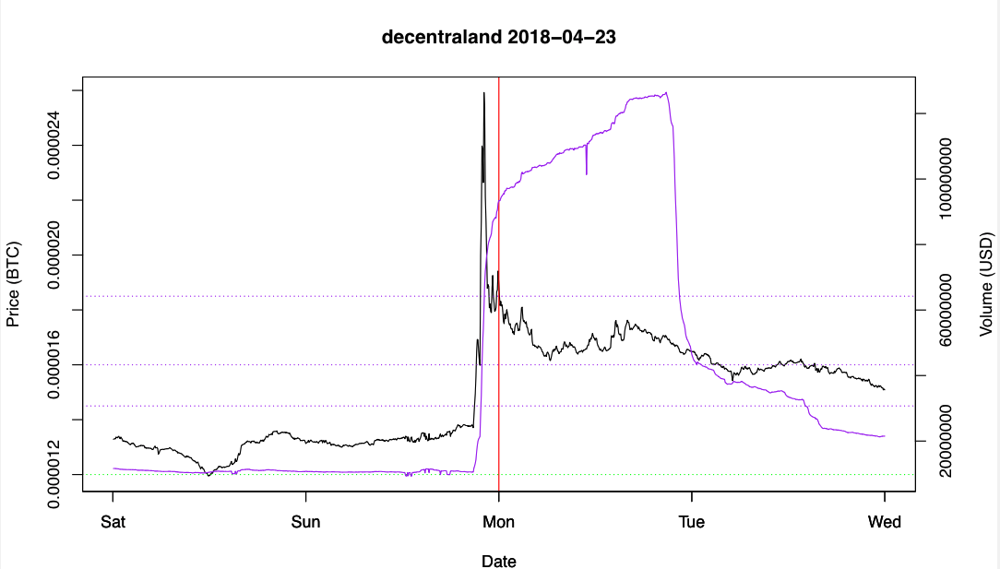 decentraland 2018−04−23
Price (BTC)
0.000012
0.000016
0.000020
0.000024
20000000
60000000
100000000
Volume (USD)
Sat Sun Mon Tue Wed
Date